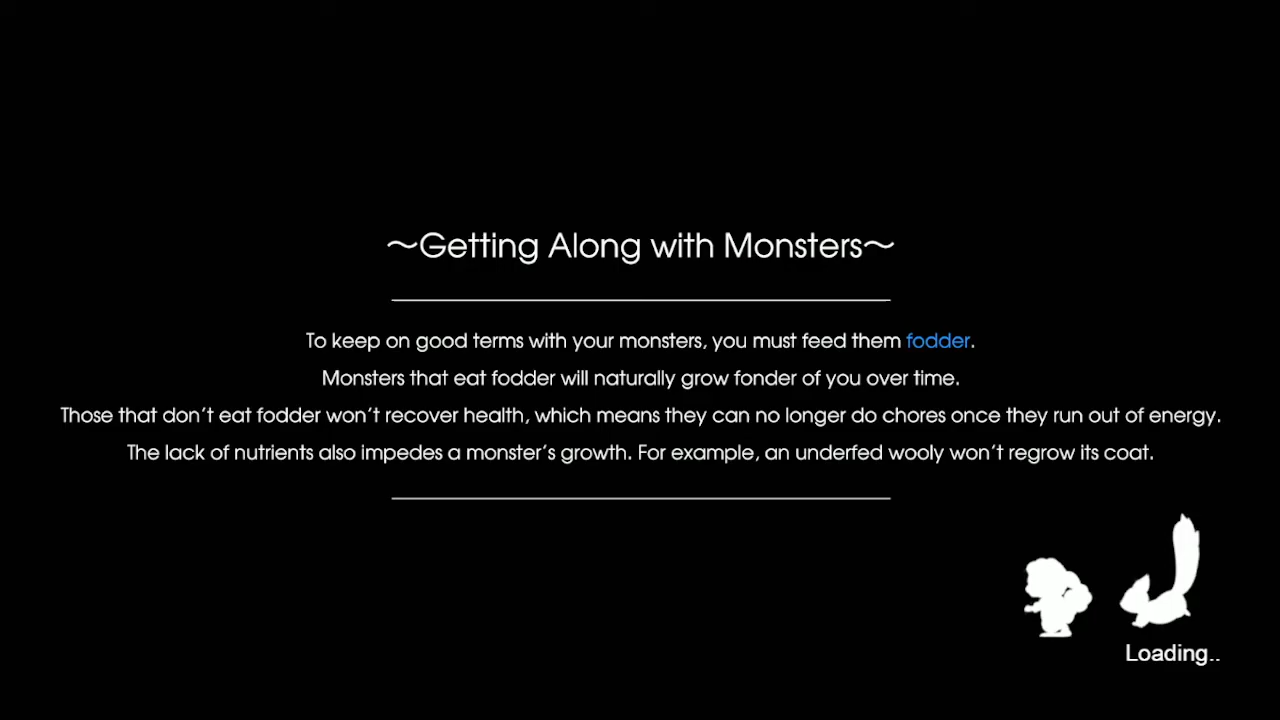 ～Getting Along with Monsters～
To keep on good terms with your monsters, you must feed them fodder.
Monsters that eat fodder will naturally grow fonder of you over time.
Those that don't eat fodder won't recover health, which means they can no longer do chores once they run out of energy.
The lack of nutrients also impedes a monster's growth. For example, an underfed wooly won't regrow its coat.
Loading..